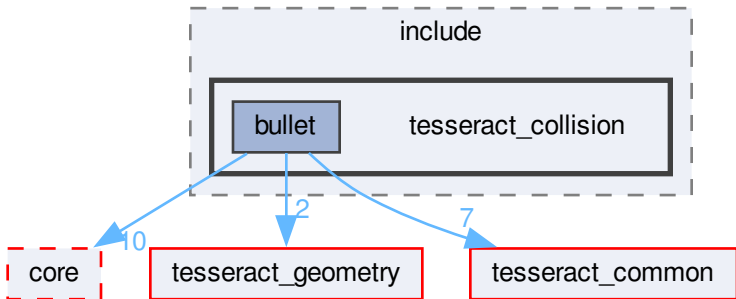 include
bullet
tesseract_collision
10
2
7
core
tesseract_geometry
tesseract_common